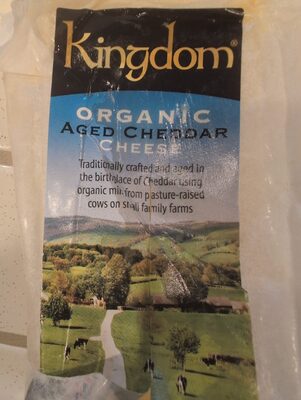 Kingdom®
ORGANIC
AGED CHEDDAR
CHEESE
Traditionally crafted and aged in
the birthplace of Cheddar using
organic milk from pasture-raised
cows on small family farms